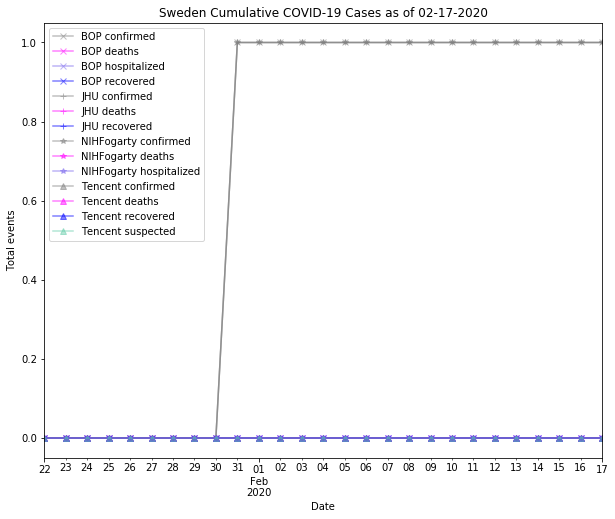 Sweden Cumulative COVID-19 Cases as of 02-17-2020
BOP confirmed
BOP deaths
BOP hospitalized
BOP recovered
JHU confirmed
JHU deaths
JHU recovered
NIHFogarty confirmed
NIHFogarty deaths
NIHFogarty hospitalized
Tencent confirmed
Tencent deaths
Tencent recovered
Tencent suspected
Total events
1.0
0.8
0.6
0.4
0.2
0.0
22 23 24 25 26 27 28 29 30 31 01 02 03 04 05 06 07 08 09 10 11 12 13 14 15 16 17
Feb
2020
Date